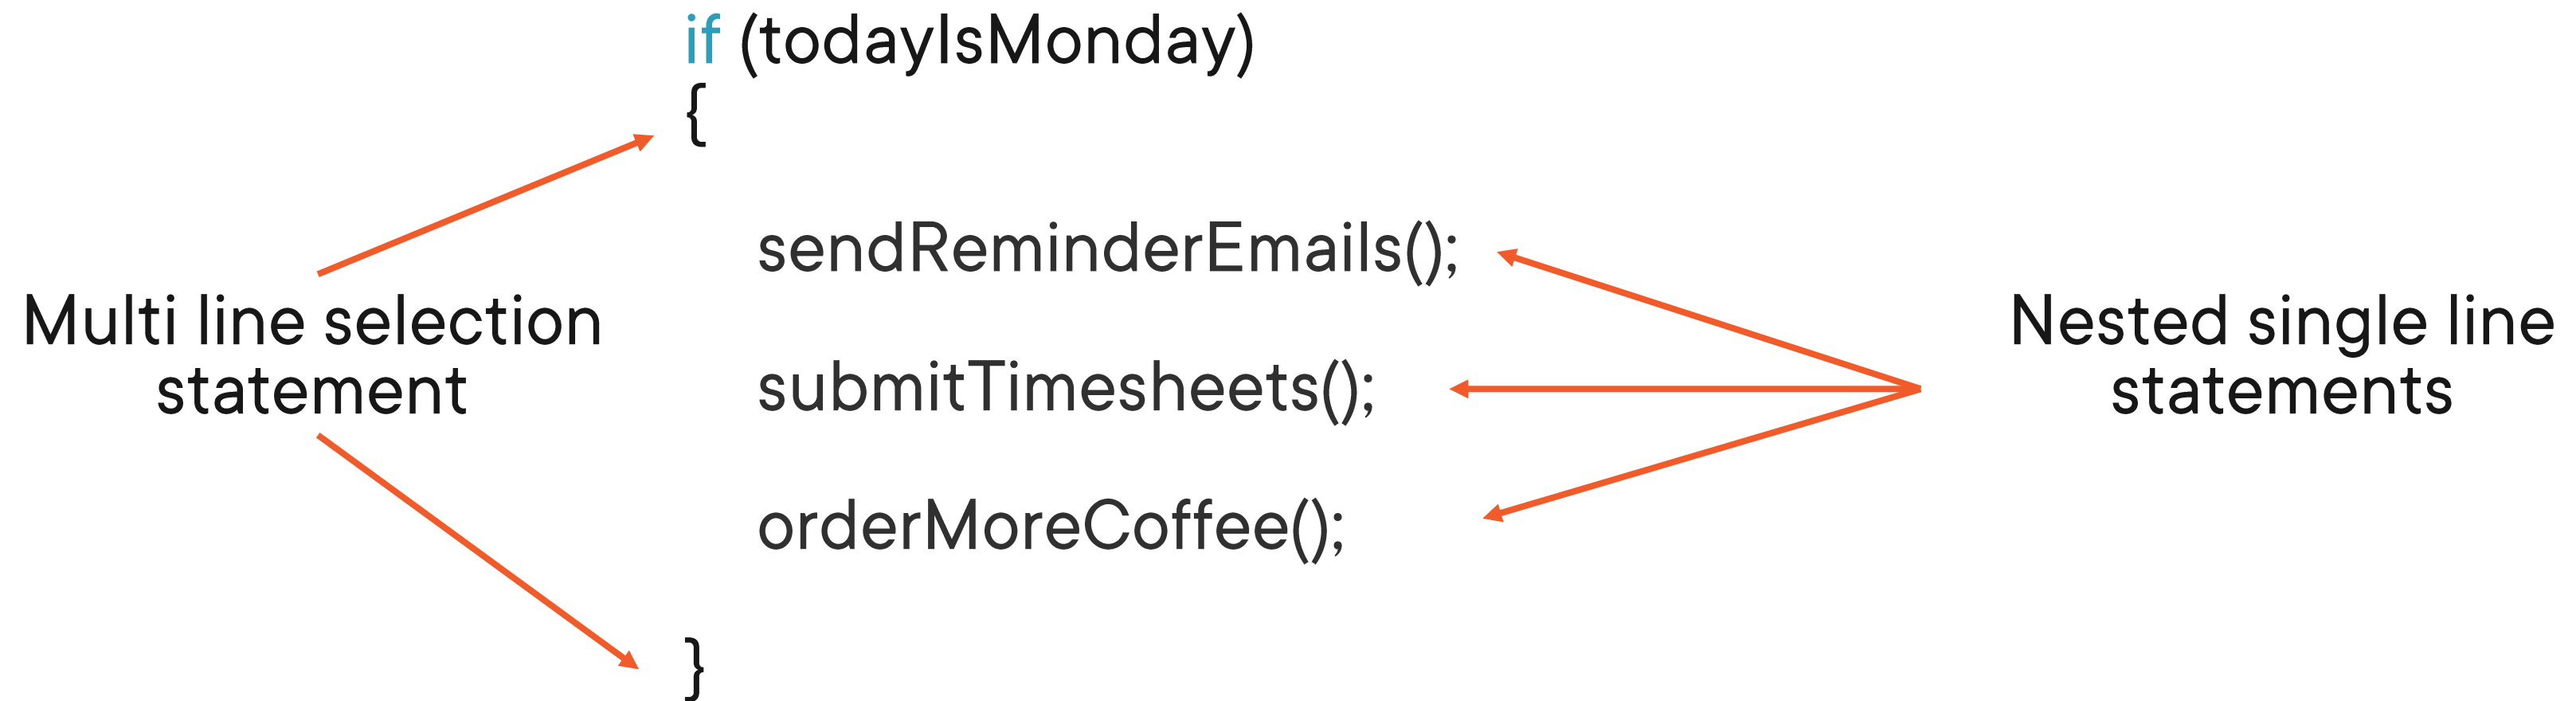 if (todayIsMonday)
{
sendReminderEmails();
Multi line selection
statement
submitTimesheets();
Nested single line
statements
orderMoreCoffee();
}